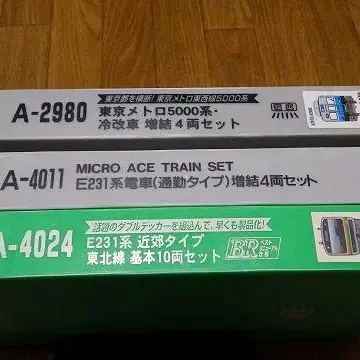 A-2980
東京都を横断!東京メトロ東西線5000系
東京メトロ5000系・
冷改車 増結4両セット
A-4011
MICRO ACE TRAIN SET
E231系電車(通勤タイプ)増結4両セット
A-4024
話題のダブルデッカーを組込んで、早くも製品化!
E231系 近郊タイプ
東北線 基本10両セット
BR